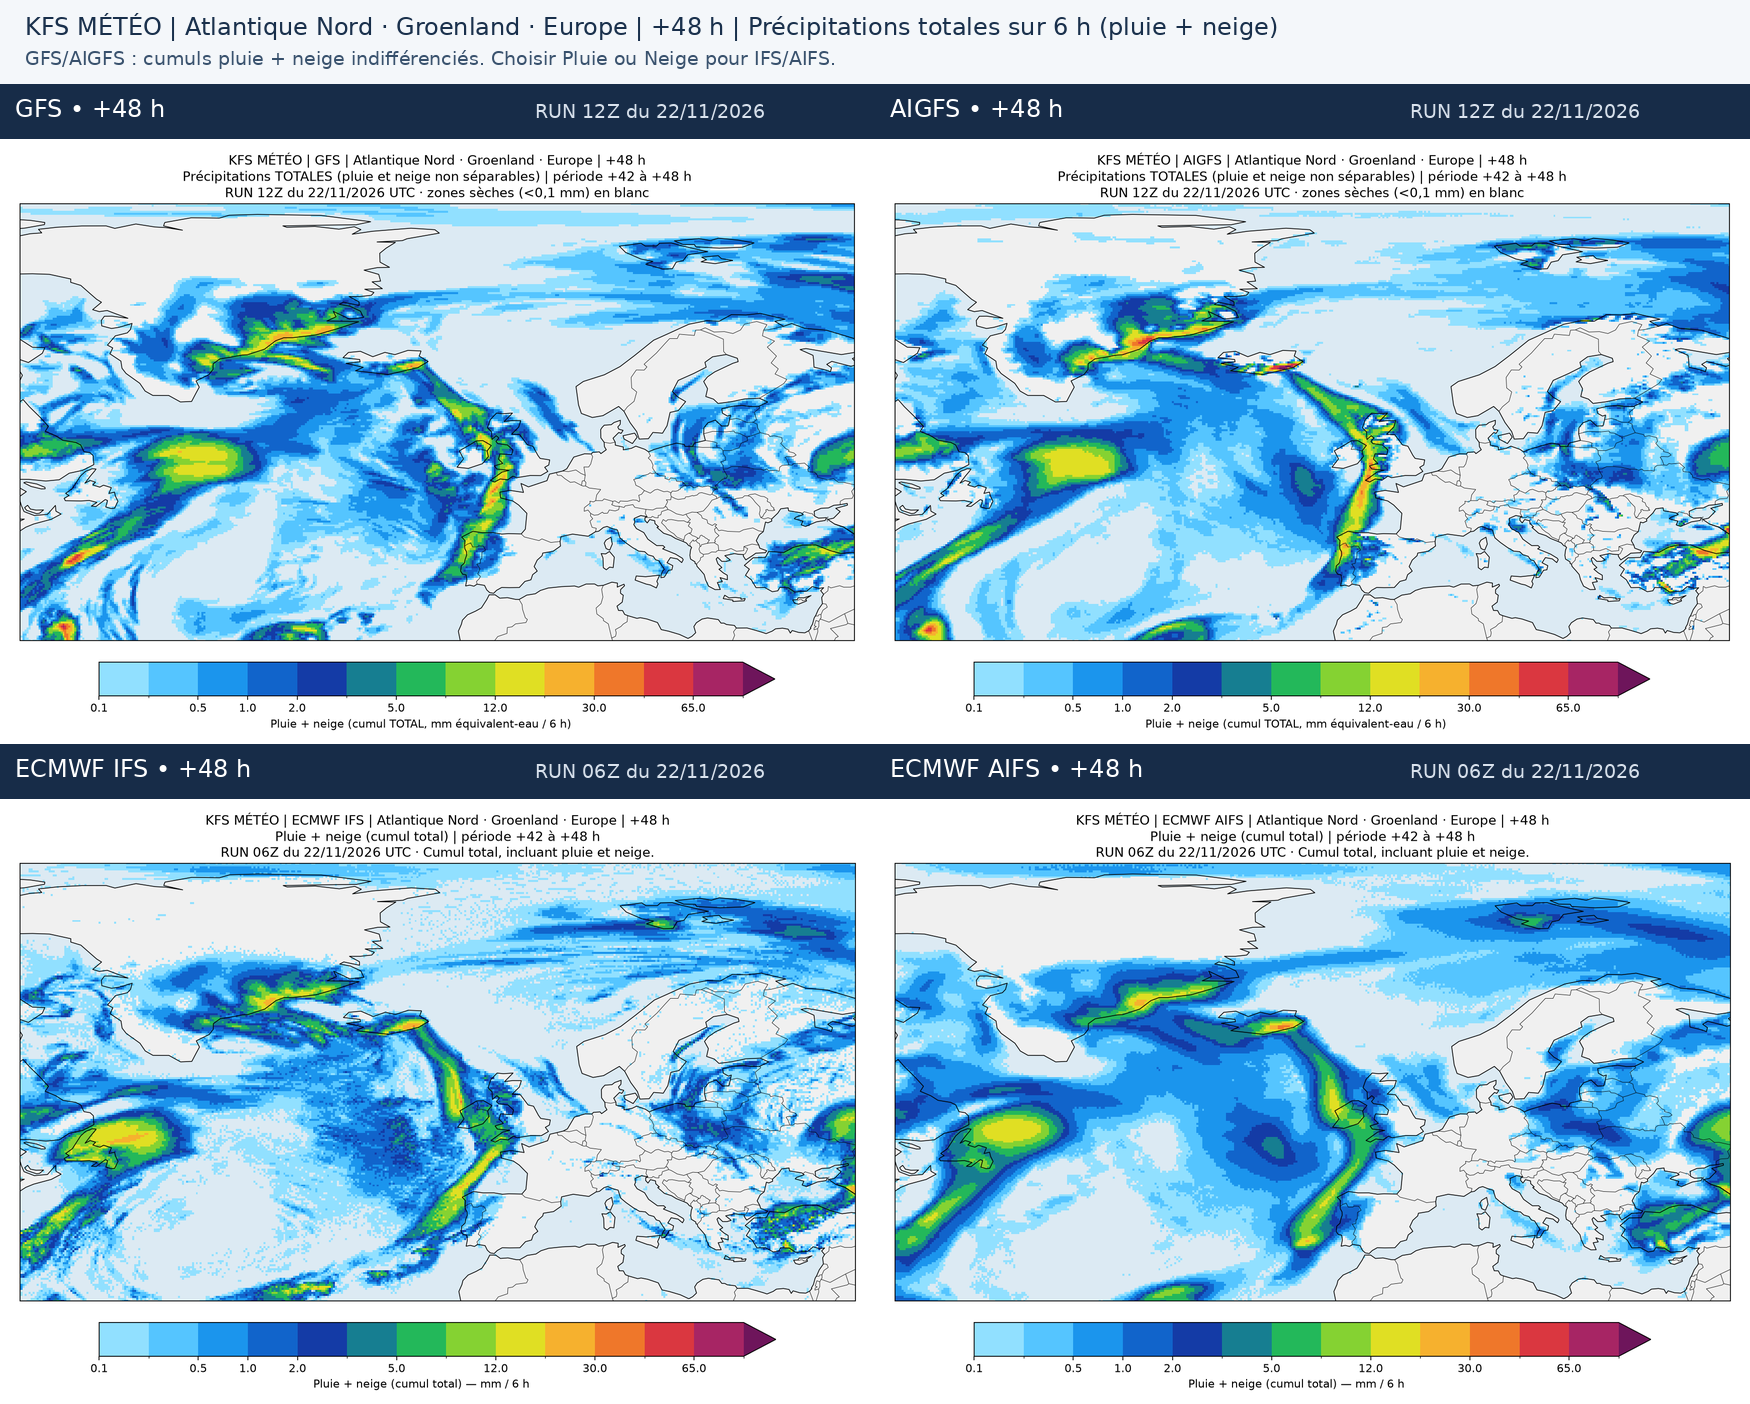 KFS MÉTÉO | Atlantique Nord · Groenland · Europe | +48 h | Précipitations totales sur 6 h (pluie + neige)
GFS/AIGFS : cumuls pluie + neige indifférenciés. Choisir Pluie ou Neige pour IFS/AIFS.
GFS • +48 h
RUN 12Z du 22/11/2026
AIGFS • +48 h
RUN 12Z du 22/11/2026
KFS MÉTÉO | GFS | Atlantique Nord · Groenland · Europe | +48 h
Précipitations TOTALES (pluie et neige non séparables) | période +42 à +48 h
RUN 12Z du 22/11/2026 UTC · zones sèches (<0,1 mm) en blanc
KFS MÉTÉO | AIGFS | Atlantique Nord · Groenland · Europe | +48 h
Précipitations TOTALES (pluie et neige non séparables) | période +42 à +48 h
RUN 12Z du 22/11/2026 UTC · zones sèches (<0,1 mm) en blanc
0.1 0.5 1.0 2.0 5.0 12.0 30.0 65.0
Pluie + neige (cumul TOTAL, mm équivalent-eau / 6 h)
0.1 0.5 1.0 2.0 5.0 12.0 30.0 65.0
Pluie + neige (cumul TOTAL, mm équivalent-eau / 6 h)
ECMWF IFS • +48 h
RUN 06Z du 22/11/2026
ECMWF AIFS • +48 h
RUN 06Z du 22/11/2026
KFS MÉTÉO | ECMWF IFS | Atlantique Nord · Groenland · Europe | +48 h
Pluie + neige (cumul total) | période +42 à +48 h
RUN 06Z du 22/11/2026 UTC · Cumul total, incluant pluie et neige.
KFS MÉTÉO | ECMWF AIFS | Atlantique Nord · Groenland · Europe | +48 h
Pluie + neige (cumul total) | période +42 à +48 h
RUN 06Z du 22/11/2026 UTC · Cumul total, incluant pluie et neige.
0.1 0.5 1.0 2.0 5.0 12.0 30.0 65.0
Pluie + neige (cumul total) — mm / 6 h
0.1 0.5 1.0 2.0 5.0 12.0 30.0 65.0
Pluie + neige (cumul total) — mm / 6 h